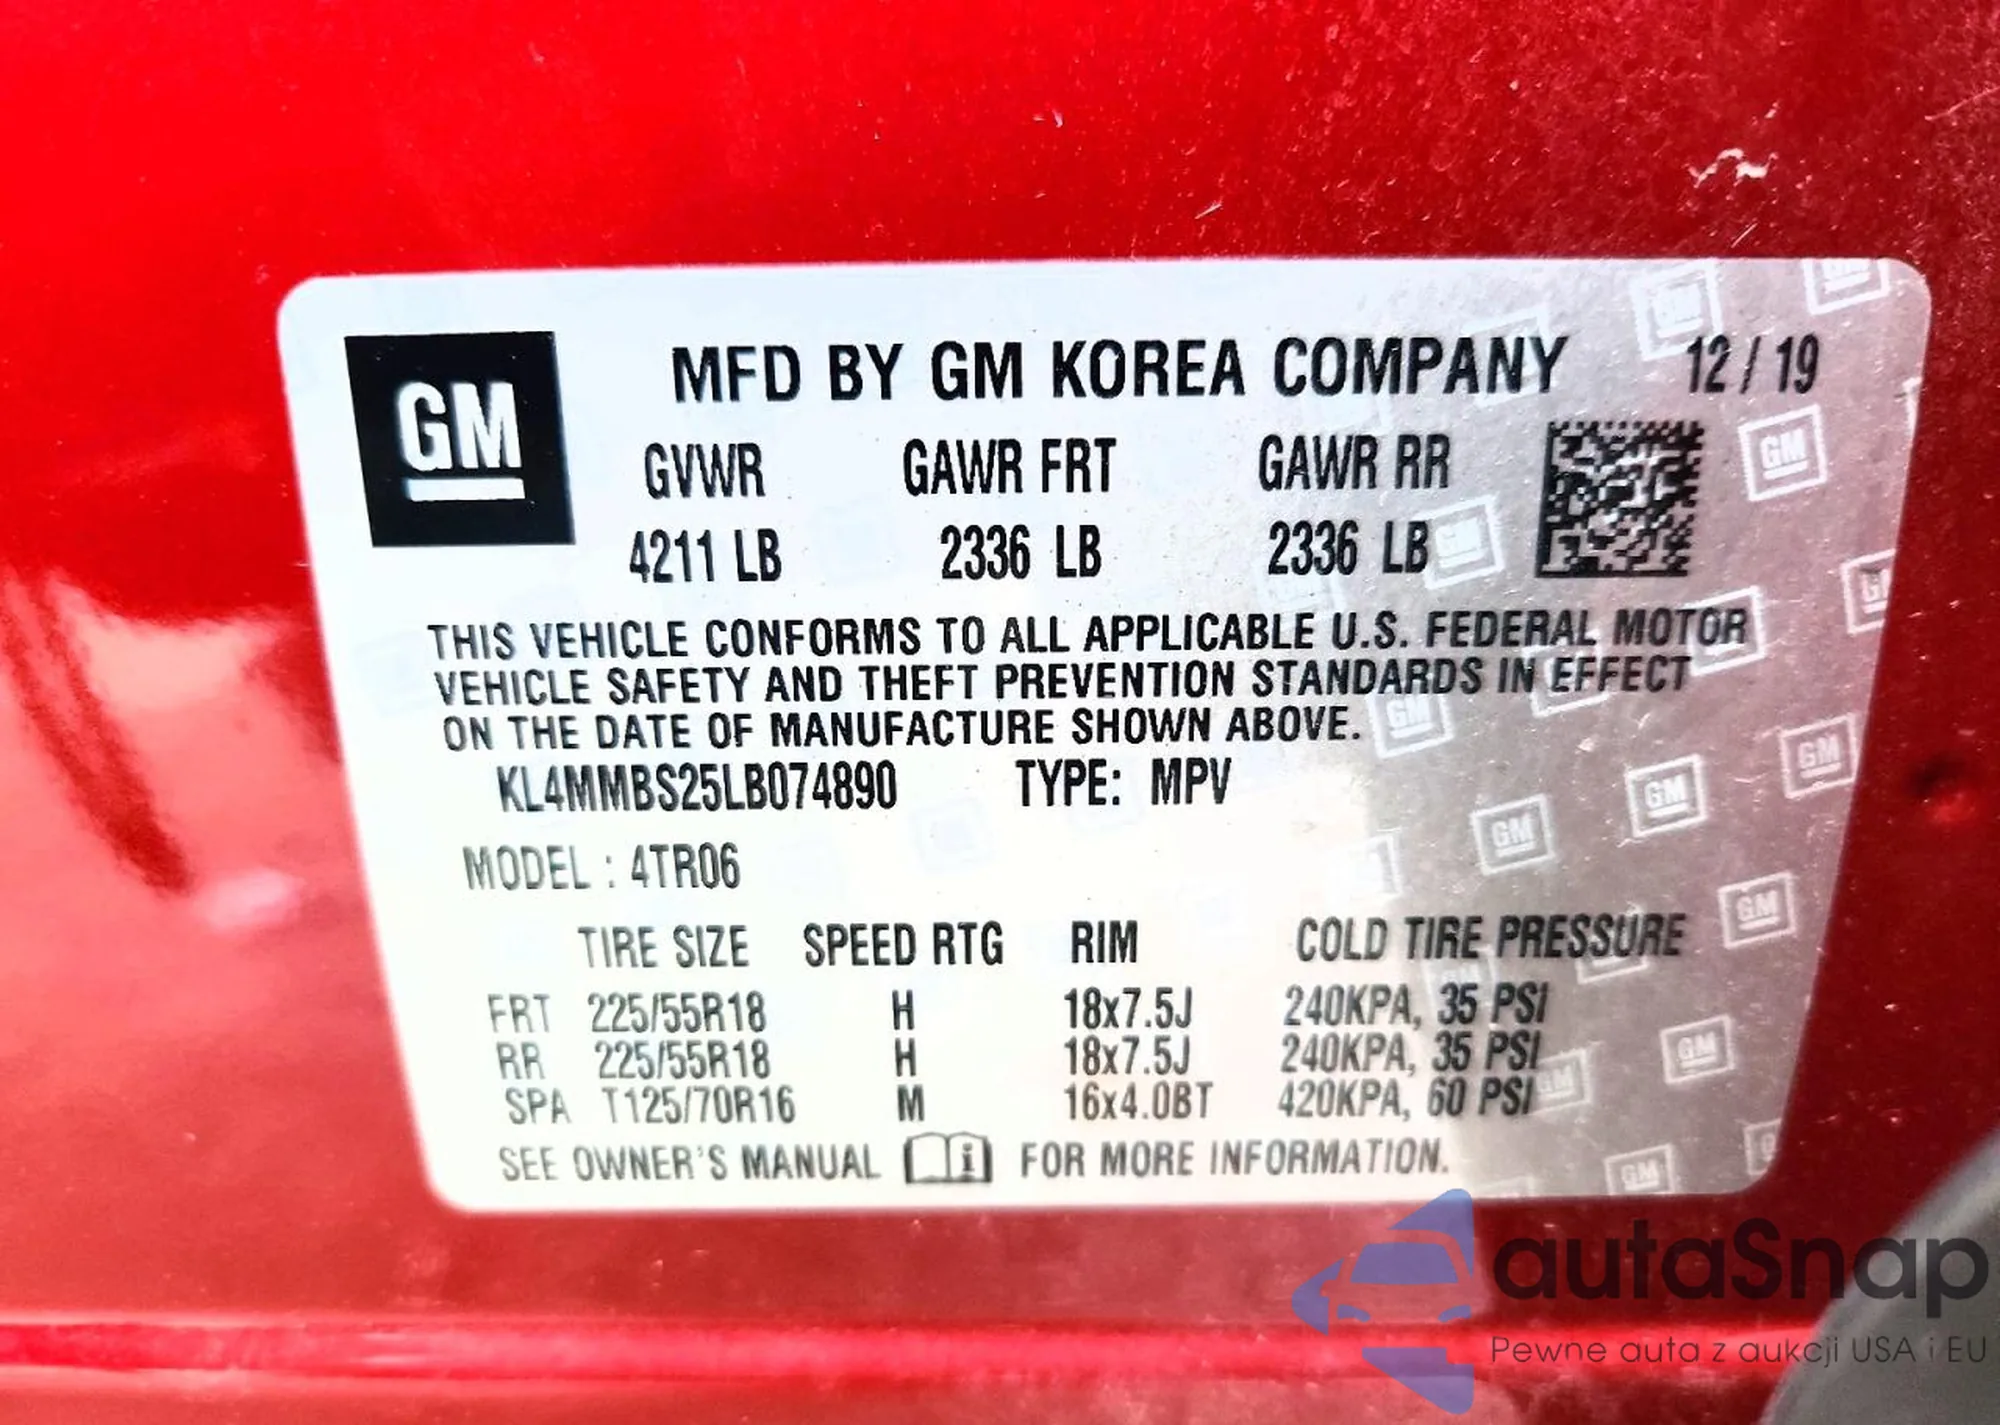 GM
MFD BY GM KOREA COMPANY 12 / 19
GVWR GAWR FRT GAWR RR
4211 LB 2336 LB 2336 LB
THIS VEHICLE CONFORMS TO ALL APPLICABLE U.S. FEDERAL MOTOR
VEHICLE SAFETY AND THEFT PREVENTION STANDARDS IN EFFECT
ON THE DATE OF MANUFACTURE SHOWN ABOVE.
KL4MMBS25LB074890 TYPE: MPV
MODEL : 4TR06
TIRE SIZE SPEED RTG RIM COLD TIRE PRESSURE
FRT 225/55R18 H 18x7.5J 240KPA, 35 PSI
RR 225/55R18 H 18x7.5J 240KPA, 35 PSI
SPA T125/70R16 M 16x4.0BT 420KPA, 60 PSI
SEE OWNER'S MANUAL i FOR MORE INFORMATION.
autaSnap
Pewne auta z aukcji USA i EU